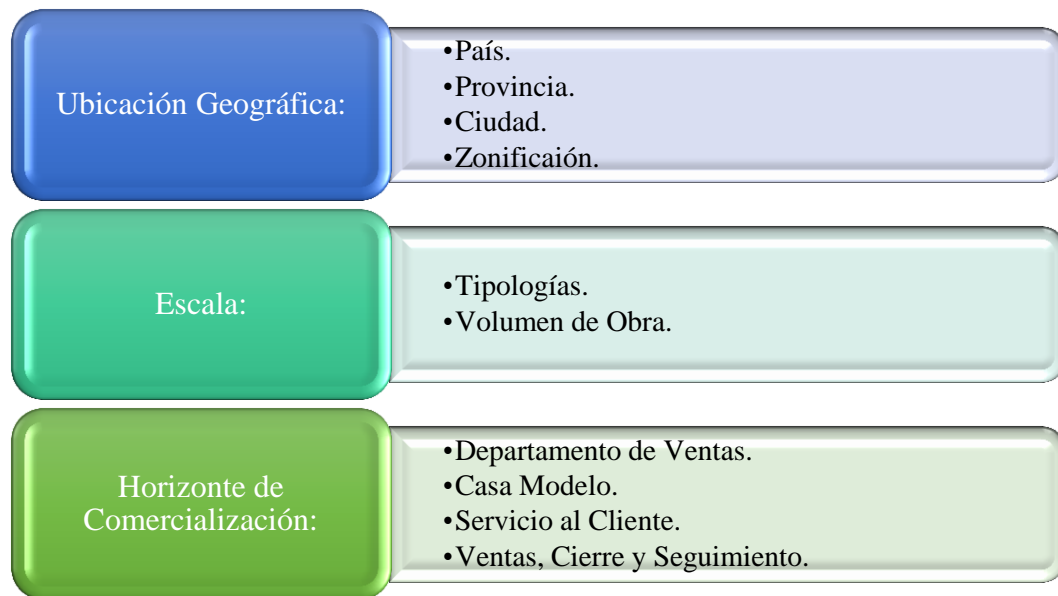 Ubicación Geográfica:
•País.
•Provincia.
•Ciudad.
•Zonificaión.
Escala:
•Tipologías.
•Volumen de Obra.
Horizonte de
Comercialización:
•Departamento de Ventas.
•Casa Modelo.
•Servicio al Cliente.
•Ventas, Cierre y Seguimiento.